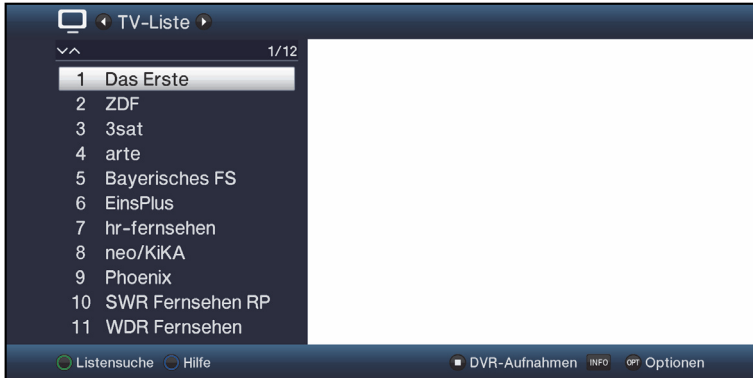 TV-Liste
1/12
1 Das Erste
2 ZDF
3 3sat
4 arte
5 Bayerisches FS
6 EinsPlus
7 hr-fernsehen
8 neo/KiKA
9 Phoenix
10 SWR Fernsehen RP
11 WDR Fernsehen
Listensuche Hilfe DVR-Aufnahmen INFO OPT Optionen